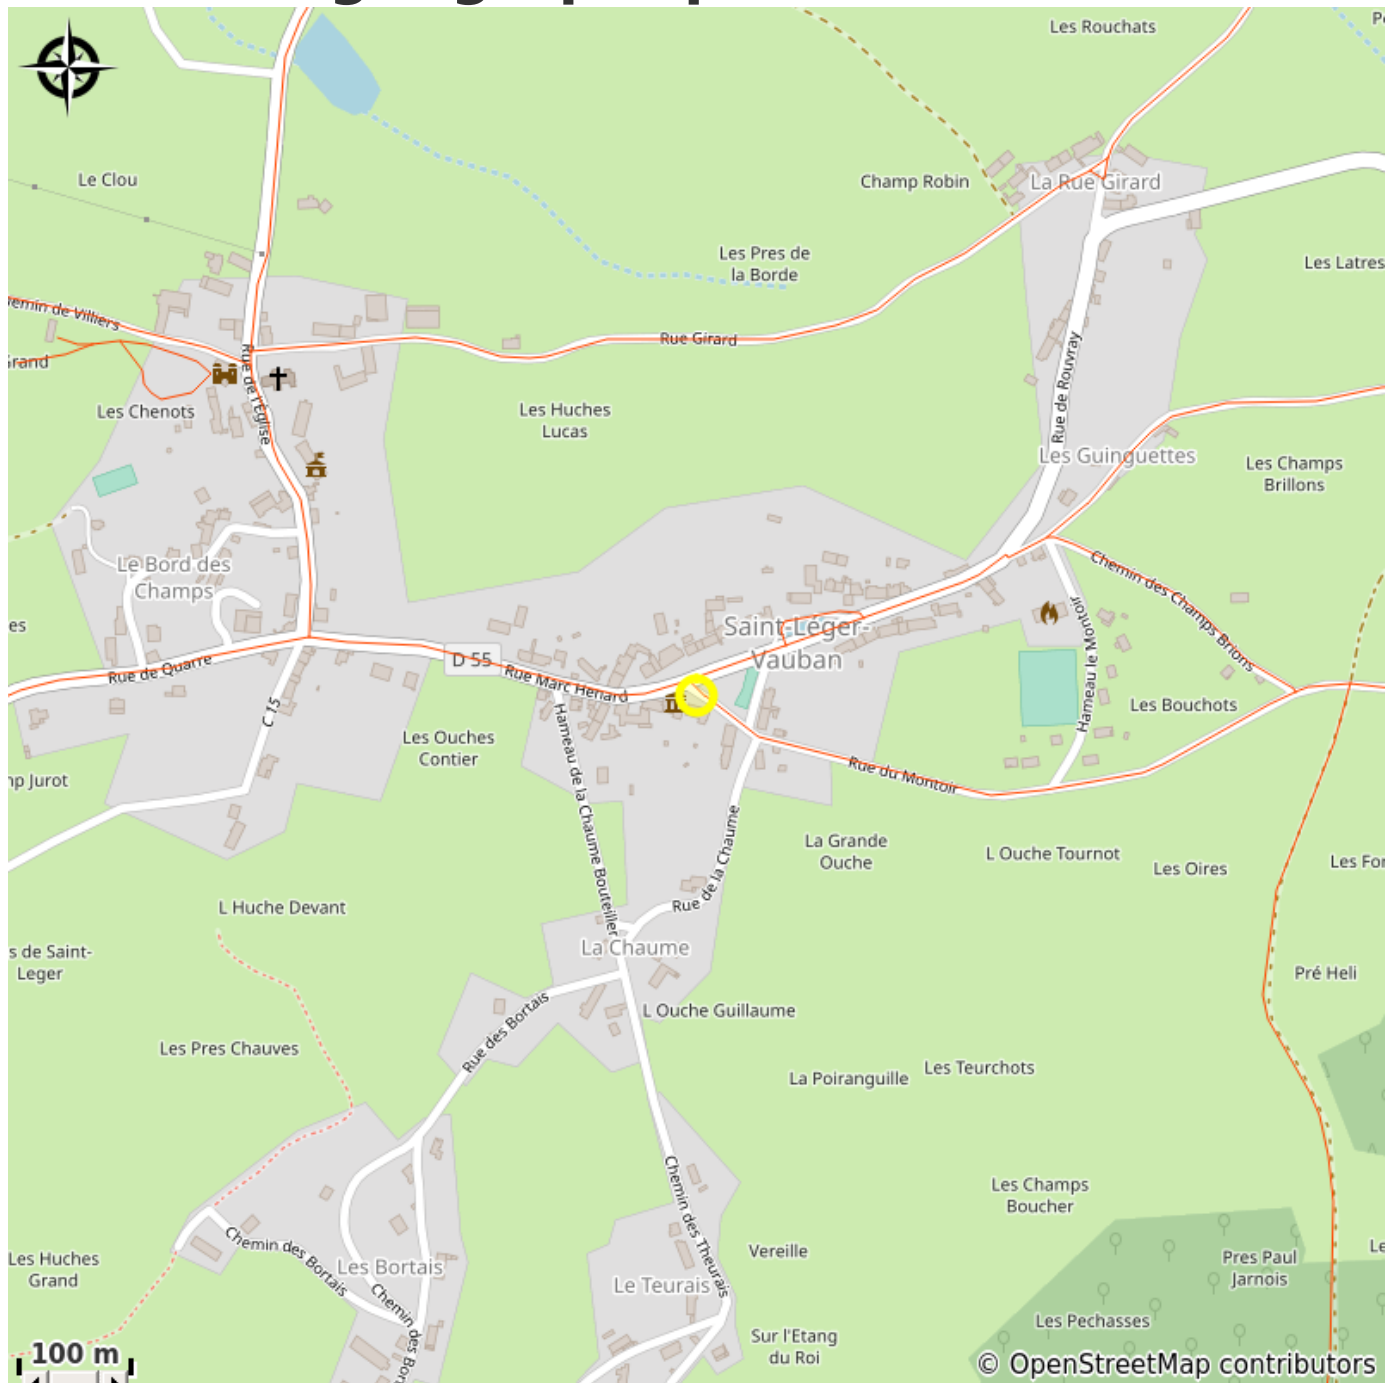 Les Rouchats
Le Clou
Champ Robin
La Rue Girard
Les Pres de
la Borde
Les Latres
emin de Villiers
Rue Girard
Grand
Rue de l'Église
Les Chenots
Les Huches
Lucas
Rue de Rouvray
Les Guinguettes
Les Champs
Brillons
Le Bord des
Champs
Chemin des Champs Brions
Hameau le Montoir
es
Saint-Léger-
Vauban
D 55
Rue de Quarre
Rue Marc Hénard
C 15
Les Bouchots
Les Ouches
Contier
Hameau de la Chaume Bouteiller
mp Jurot
Rue du Montoir
Rue de la Chaume
La Grande
Ouche
L Ouche Tournot
Les Oires
Les For
L Huche Devant
La Chaume
s de Saint-
Leger
Pré Heli
L Ouche Guillaume
Rue des Bortais
Les Pres Chauves
La Poiranguille
Les Teurchots
Chemin des Theurais
Les Champs
Boucher
Chemin des Bortais
Les Bortais
Vereille
Les Huches
Grand
Le Teurais
Pres Paul
Jarnois
Le
Chemin des Bor
Les Pechasses
Sur l'Etang
du Roi
100 m
© OpenStreetMap contributors